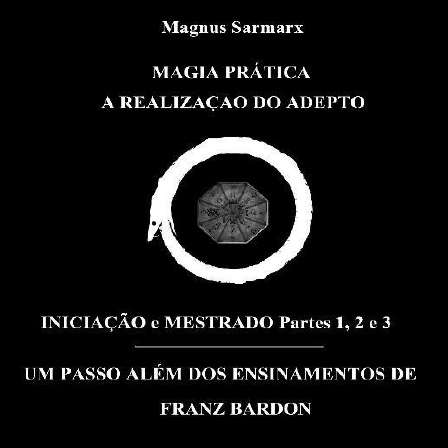 Magnus Sarmarx
MAGIA PRÁTICA
A REALIZAÇAO DO ADEPTO
INICIAÇÃO e MESTRADO Partes 1, 2 e 3
UM PASSO ALÉM DOS ENSINAMENTOS DE
FRANZ BARDON